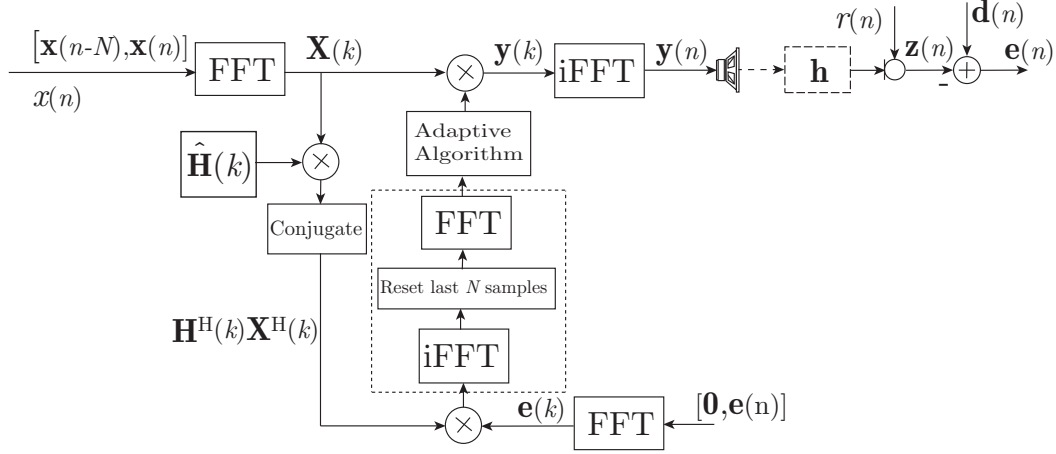 [x(n-N),x(n)]
x(n)
FFT
X(k)
×
y(k)
iFFT
y(n)
h
r(n)
z(n)
-
d(n)
+
e(n)
Ĥ(k)
×
Conjugate
Adaptive
Algorithm
FFT
Reset last N samples
iFFT
H^H(k)X^H(k)
×
e(k)
FFT
[0,e(n)]